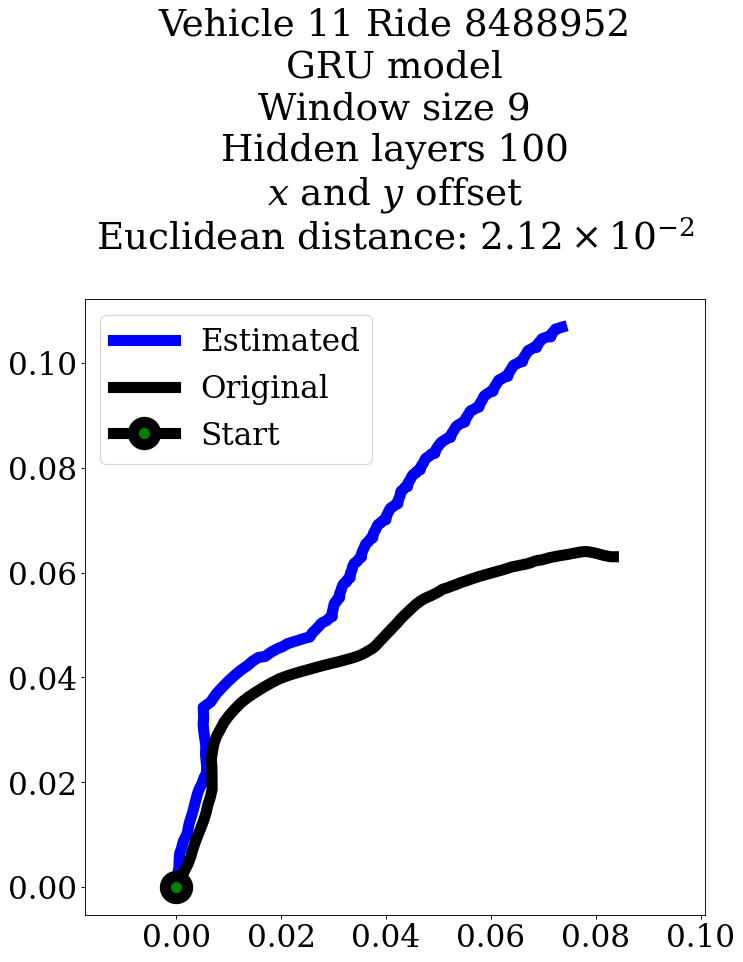 Vehicle 11 Ride 8488952
GRU model
Window size 9
Hidden layers 100
x and y offset
Euclidean distance: 2.12 × 10⁻²
Estimated
Original
Start
0.10
0.08
0.06
0.04
0.02
0.00
0.00 0.02 0.04 0.06 0.08 0.10